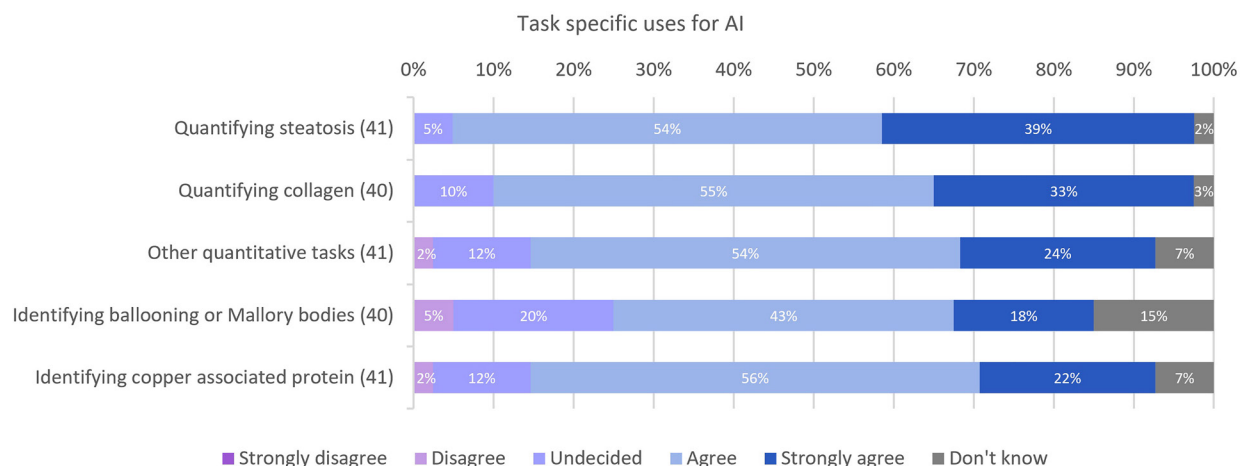 Task specific uses for AI
0% 10% 20% 30% 40% 50% 60% 70% 80% 90% 100%
Quantifying steatosis (41) 5% 54% 39% 2%
Quantifying collagen (40) 10% 55% 33% 3%
Other quantitative tasks (41) 2% 12% 54% 24% 7%
Identifying ballooning or Mallory bodies (40) 5% 20% 43% 18% 15%
Identifying copper associated protein (41) 2% 12% 56% 22% 7%
Strongly disagree Disagree Undecided Agree Strongly agree Don't know